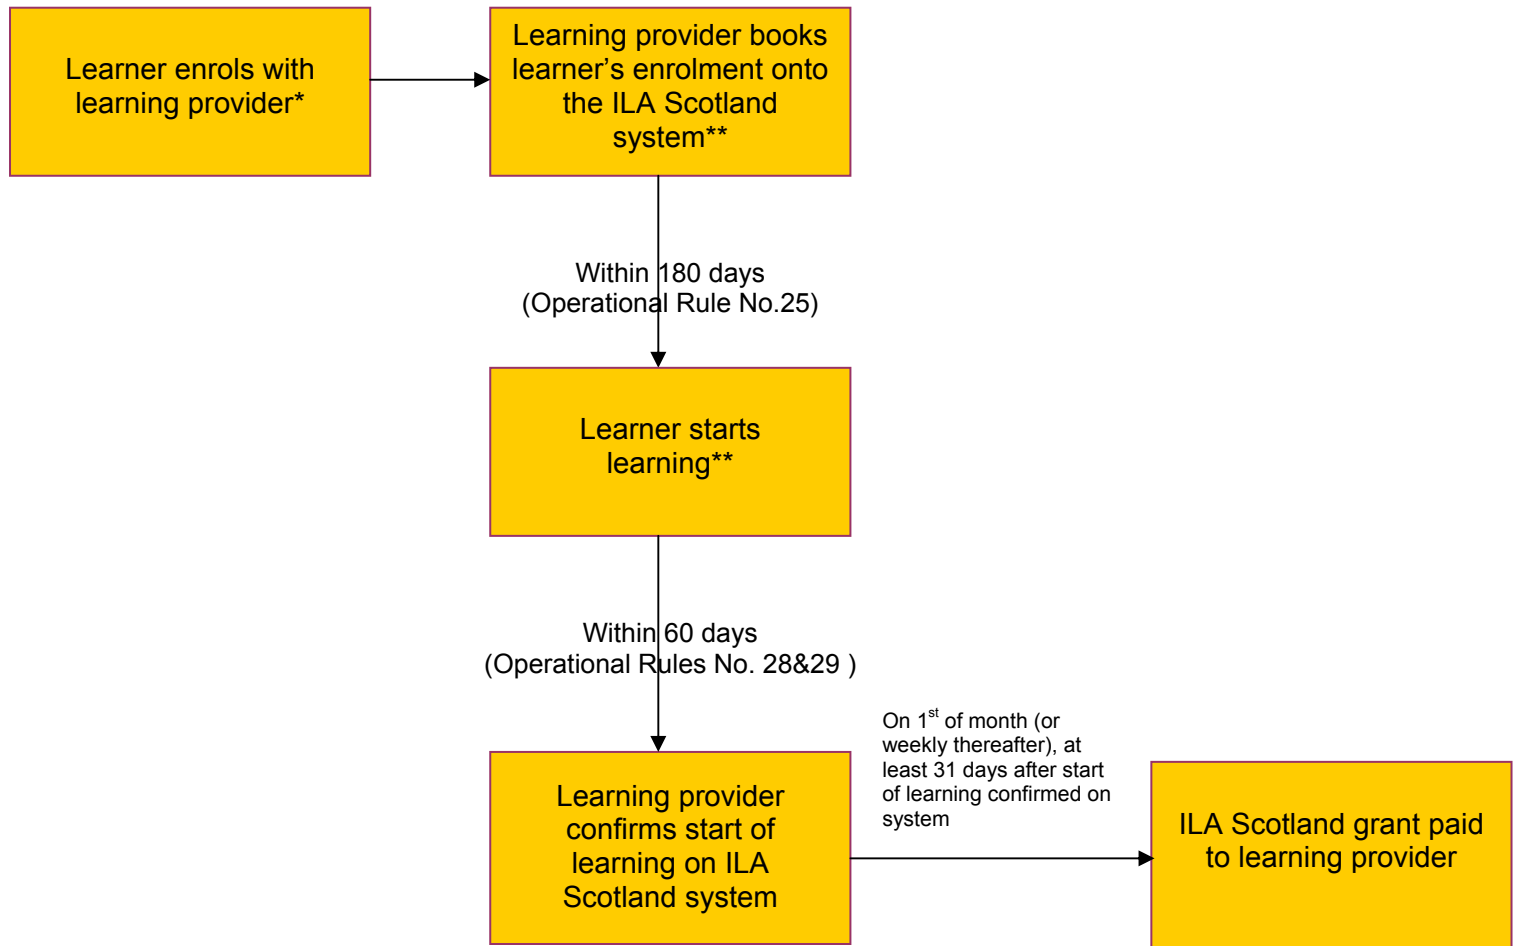 Learner enrols with
learning provider*
Learning provider books
learner’s enrolment onto
the ILA Scotland
system**
Within 180 days
(Operational Rule No.25)
Learner starts
learning**
Within 60 days
(Operational Rules No. 28&29 )
Learning provider
confirms start of
learning on ILA
Scotland system
On 1st of month (or
weekly thereafter), at
least 31 days after start
of learning confirmed on
system
ILA Scotland grant paid
to learning provider